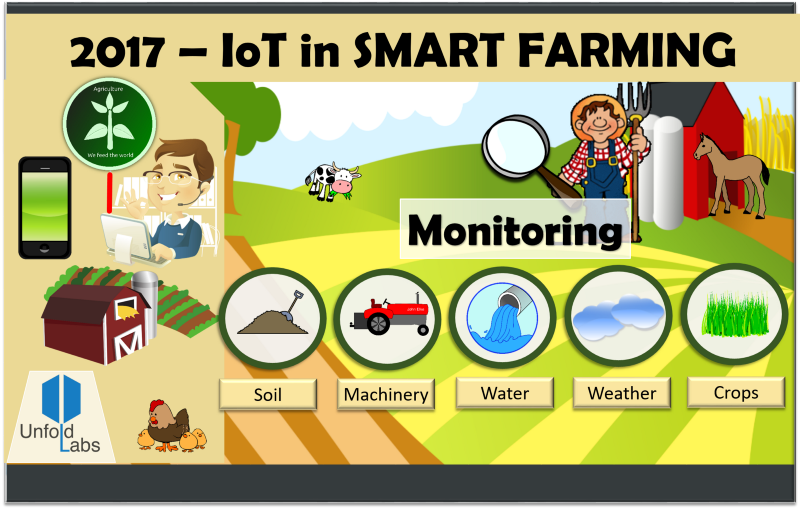 2017 – IoT in SMART FARMING
Agriculture
We feed the world
Monitoring
Soil
Machinery
Water
Weather
Crops
Unfold
Labs